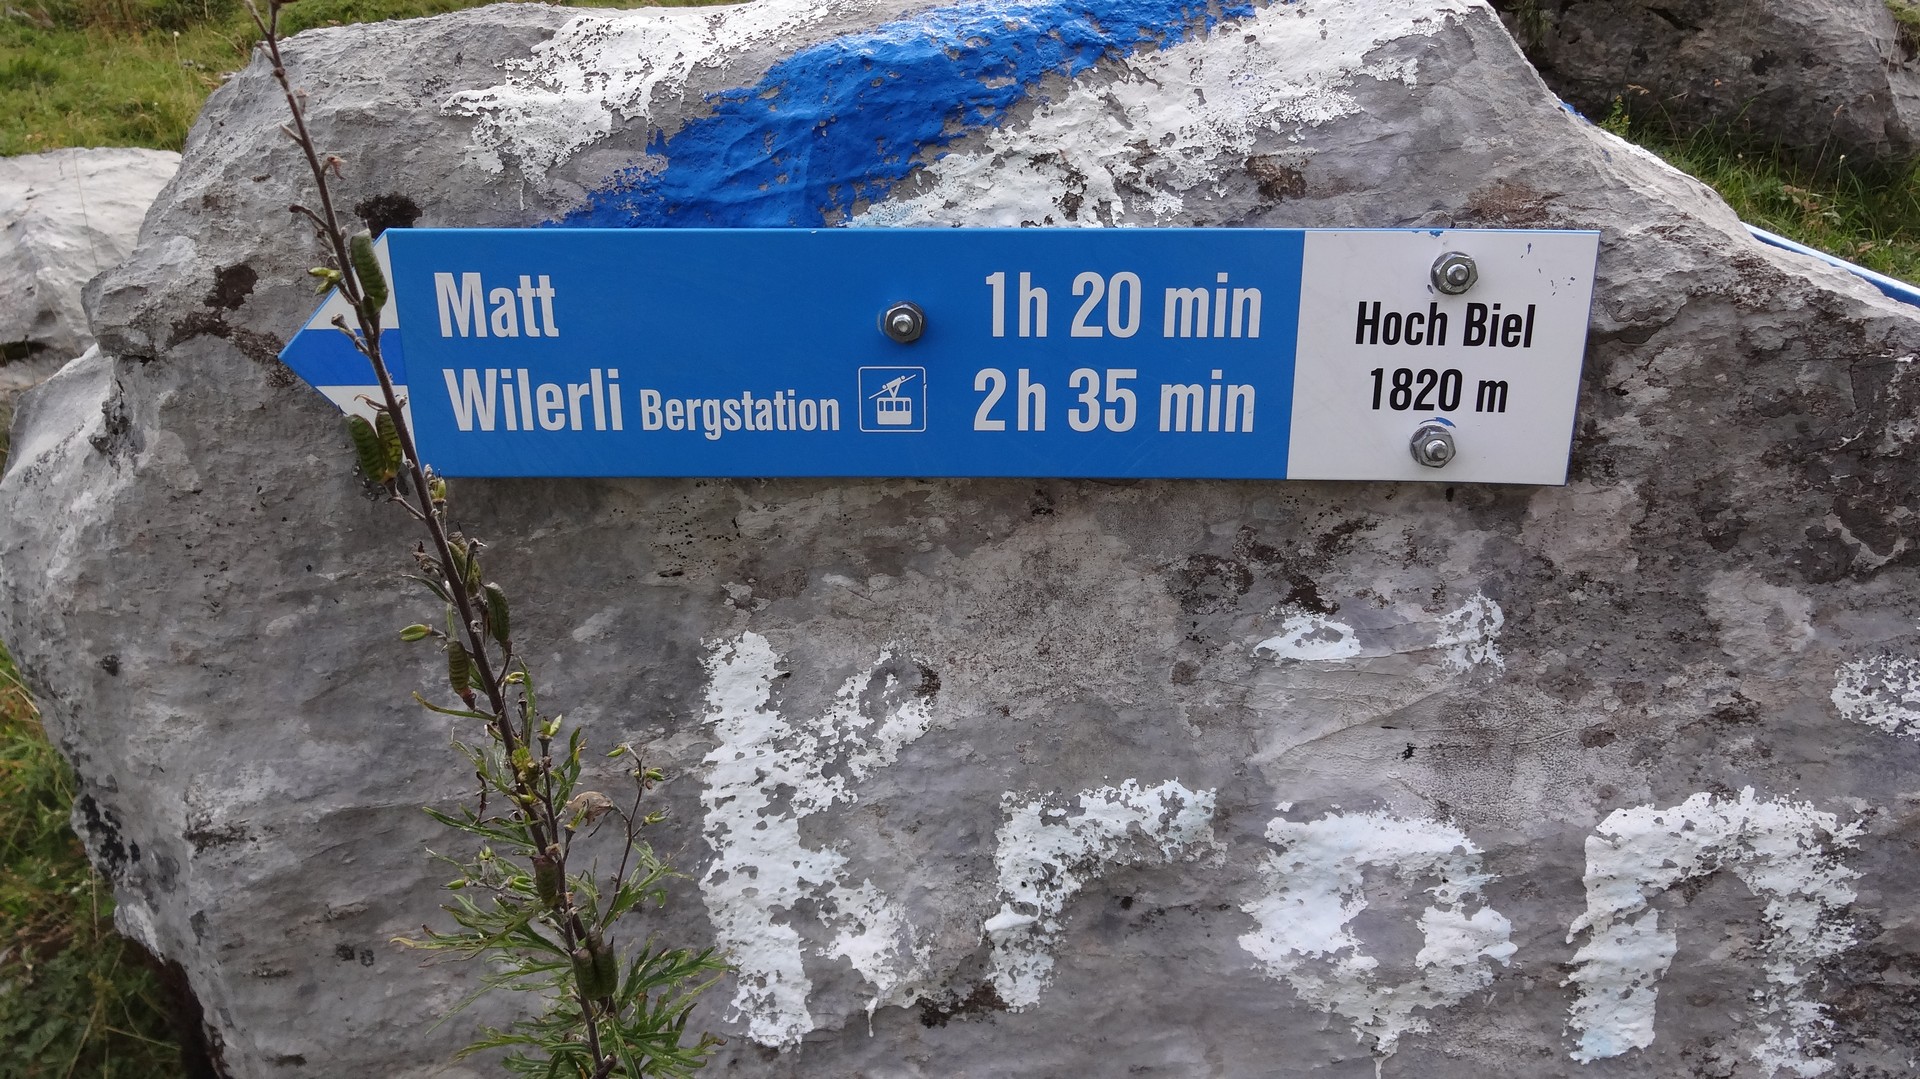 Matt 1h 20 min
Wilerli Bergstation 2h 35 min
Hoch Biel
1820 m